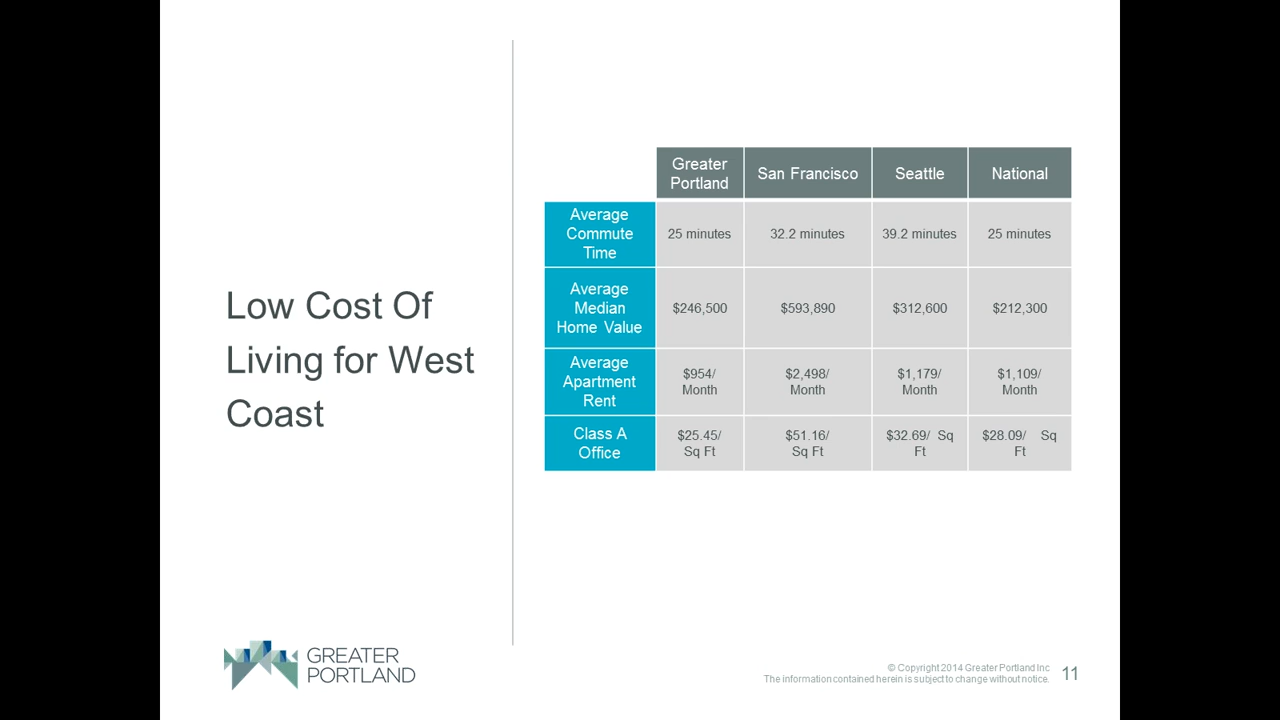 Low Cost Of
Living for West
Coast
Greater
Portland
San Francisco
Seattle
National
Average
Commute
Time
25 minutes
32.2 minutes
39.2 minutes
25 minutes
Average
Median
Home Value
$246,500
$593,890
$312,600
$212,300
Average
Apartment
Rent
$954/
Month
$2,498/
Month
$1,179/
Month
$1,109/
Month
Class A
Office
$25.45/
Sq Ft
$51.16/
Sq Ft
$32.69/ Sq
Ft
$28.09/ Sq
Ft
GREATER
PORTLAND
© Copyright 2014 Greater Portland Inc
The information contained herein is subject to change without notice.
11